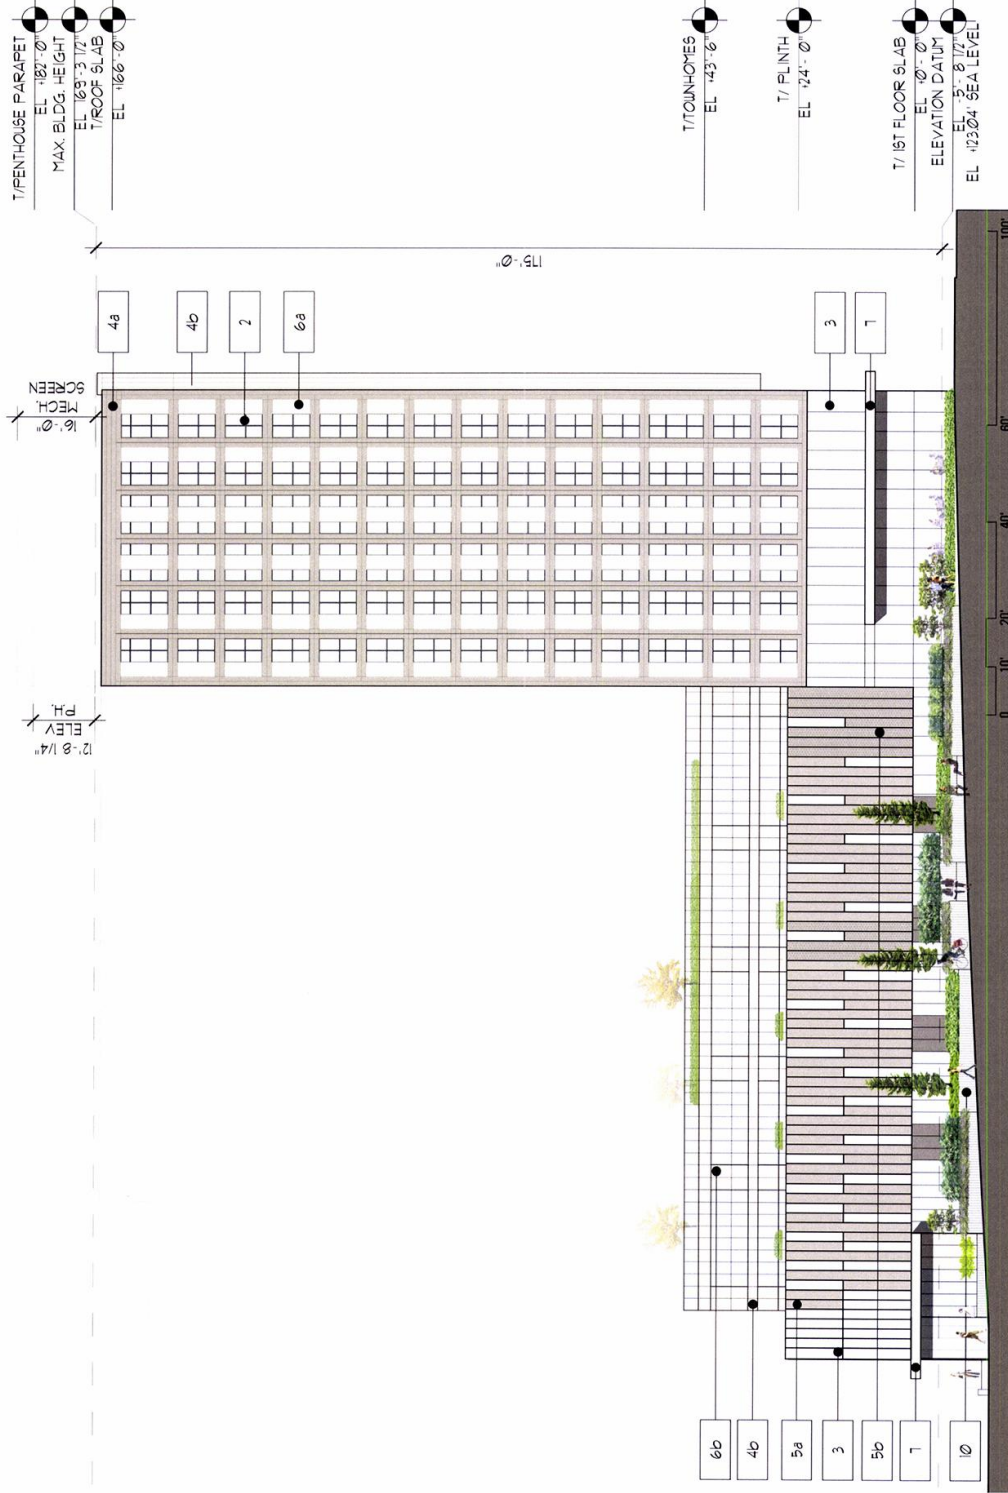 T/PENTHOUSE PARAPET
EL +182'-0"
MAX. BLDG. HEIGHT
EL 169'-3 1/2"
T/ROOF SLAB
EL +166'-0"
T/TOWNHOMES
EL +43'-6"
T/ PLINTH
EL +24'- 0"
T/ 1ST FLOOR SLAB
EL +0'- 0"
ELEVATION DATUM
EL -5'- 8 1/2"
EL +123.04' SEA LEVEL
175'-0"
16'-0"
MECH.
SCREEN
12'-8 1/4"
ELEV
P.H.
4a
4b
2
6a
3
7
6b
4b
5a
3
5b
7
10
0
10'
20'
40'
60'
100'